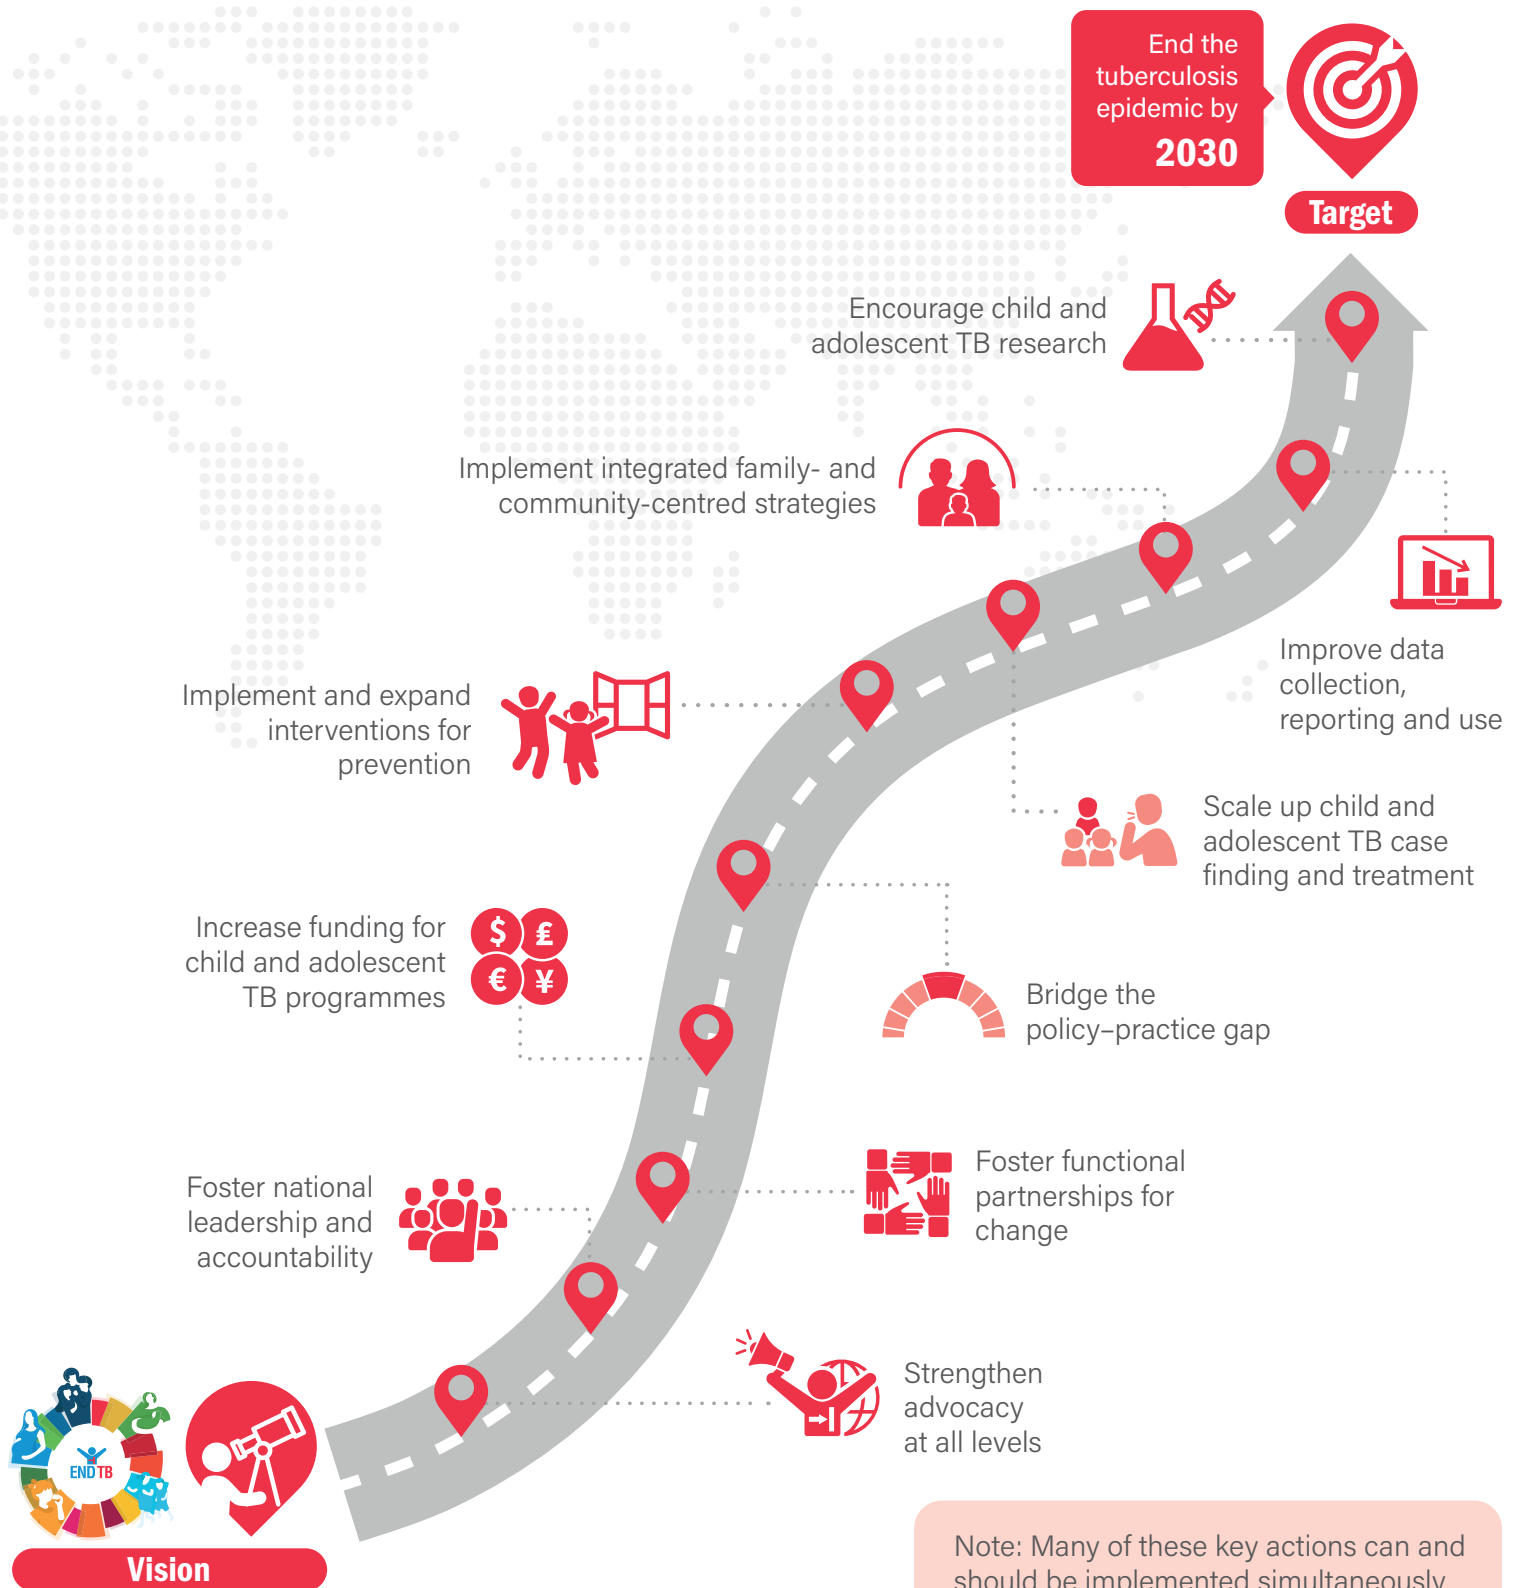 End the
tuberculosis
epidemic by
2030
Target
Encourage child and
adolescent TB research
Implement integrated family- and
community-centred strategies
Improve data
collection,
reporting and use
Implement and expand
interventions for
prevention
Scale up child and
adolescent TB case
finding and treatment
Increase funding for
child and adolescent
TB programmes
$ £
€ ¥
Bridge the
policy–practice gap
Foster functional
partnerships for
change
Foster national
leadership and
accountability
Strengthen
advocacy
at all levels
END TB
Vision
Note: Many of these key actions can and
should be implemented simultaneously